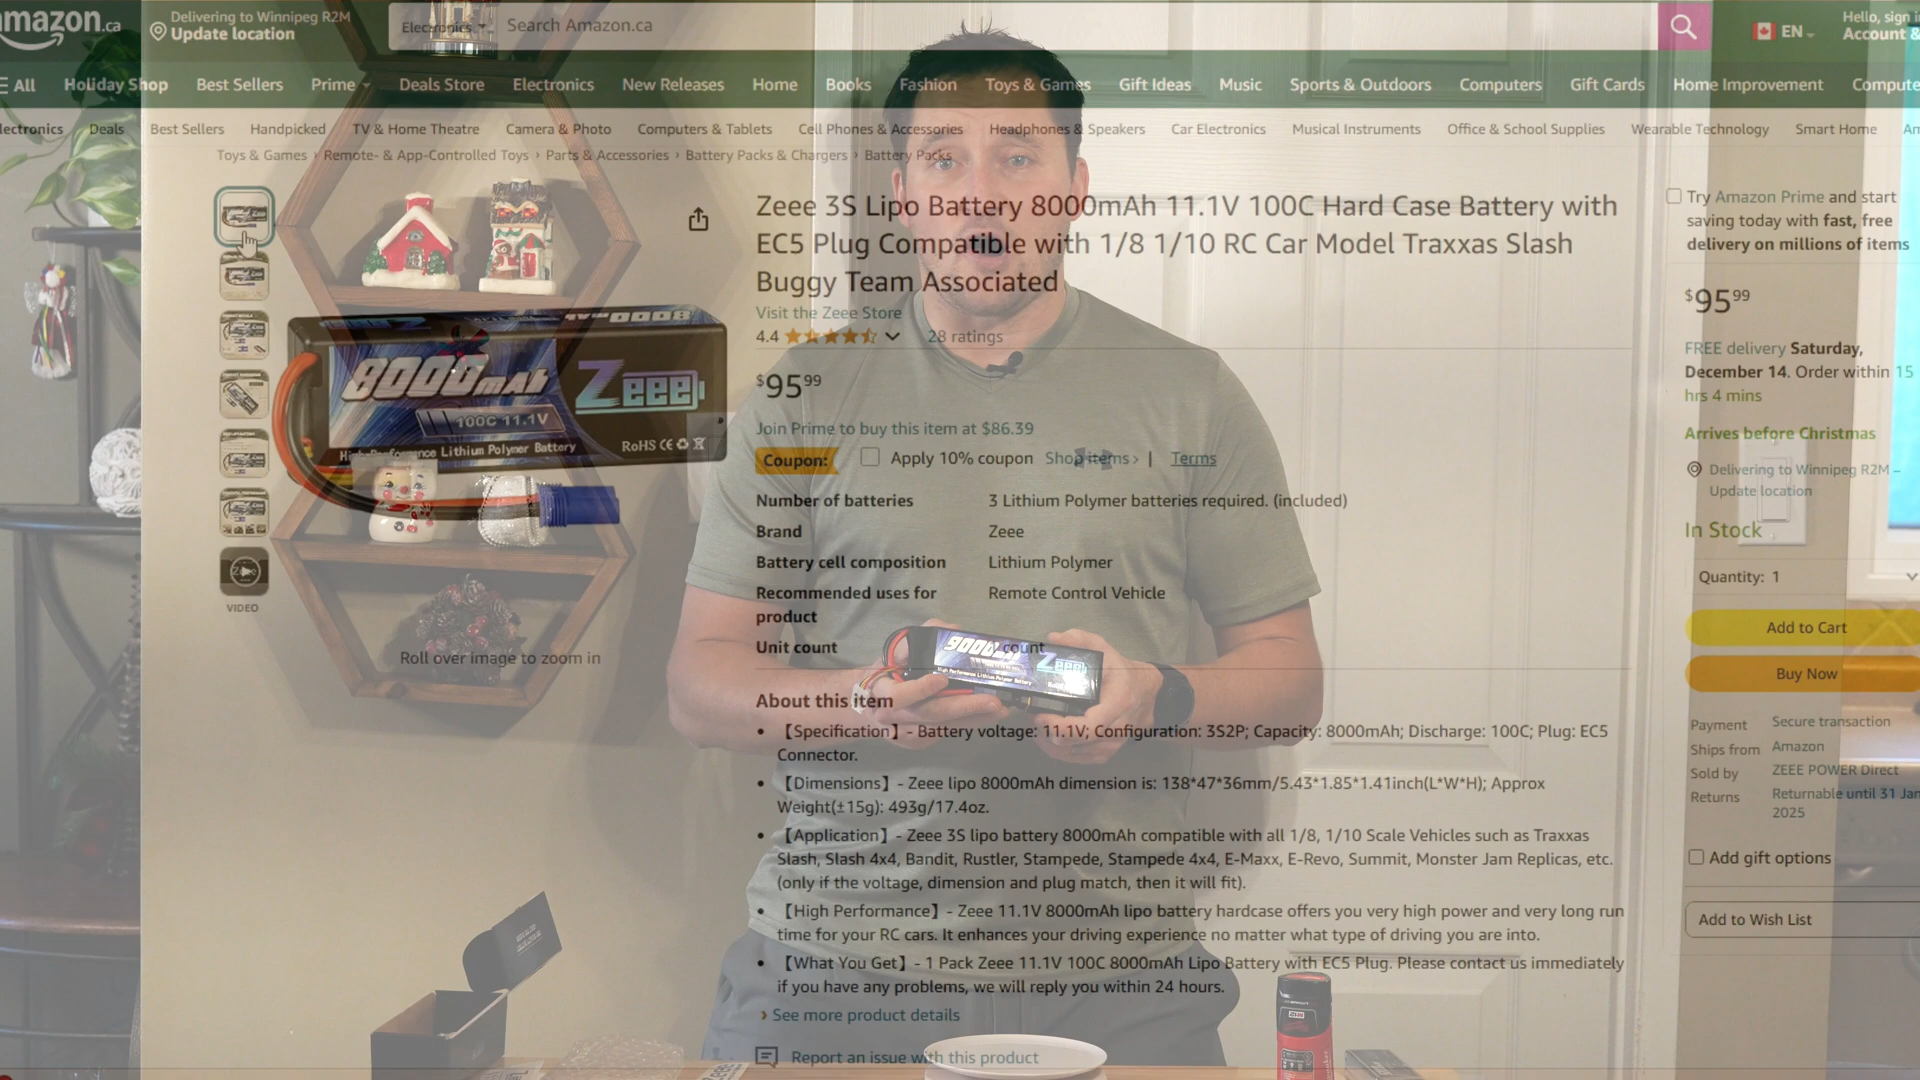 amazon.ca
Delivering to Winnipeg R2M
Update location
Electronics
Search Amazon.ca
EN
Hello, sign in
Account &
All
Holiday Shop
Best Sellers
Prime
Deals Store
Electronics
New Releases
Home
Books
Fashion
Toys & Games
Gift Ideas
Music
Sports & Outdoors
Computers
Gift Cards
Home Improvement
Compute
lectronics
Deals
Best Sellers
Handpicked
TV & Home Theatre
Camera & Photo
Computers & Tablets
Cell Phones & Accessories
Headphones & Speakers
Car Electronics
Musical Instruments
Office & School Supplies
Wearable Technology
Smart Home
Am
Toys & Games › Remote- & App-Controlled Toys › Parts & Accessories › Battery Packs & Chargers › Battery Packs
Zeee 3S Lipo Battery 8000mAh 11.1V 100C Hard Case Battery with
EC5 Plug Compatible with 1/8 1/10 RC Car Model Traxxas Slash
Buggy Team Associated
Visit the Zeee Store
4.4
28 ratings
$95 99
Join Prime to buy this item at $86.39
Coupon:
Apply 10% coupon Shop items › | Terms
Number of batteries 3 Lithium Polymer batteries required. (included)
Brand Zeee
Battery cell composition Lithium Polymer
Recommended uses for Remote Control Vehicle
product
Unit count count
About this item
• 【Specification】- Battery voltage: 11.1V; Configuration: 3S2P; Capacity: 8000mAh; Discharge: 100C; Plug: EC5
Connector.
• 【Dimensions】- Zeee lipo 8000mAh dimension is: 138*47*36mm/5.43*1.85*1.41inch(L*W*H); Approx
Weight(±15g): 493g/17.4oz.
• 【Application】- Zeee 3S lipo battery 8000mAh compatible with all 1/8, 1/10 Scale Vehicles such as Traxxas
Slash, Slash 4x4, Bandit, Rustler, Stampede, Stampede 4x4, E-Maxx, E-Revo, Summit, Monster Jam Replicas, etc.
(only if the voltage, dimension and plug match, then it will fit).
• 【High Performance】- Zeee 11.1V 8000mAh lipo battery hardcase offers you very high power and very long run
time for your RC cars. It enhances your driving experience no matter what type of driving you are into.
• 【What You Get】- 1 Pack Zeee 11.1V 100C 8000mAh Lipo Battery with EC5 Plug. Please contact us immediately
if you have any problems, we will reply you within 24 hours.
› See more product details
Report an issue with this product
8000mAh
8000mAh
Zeee
100C 11.1V
High Performance Lithium Polymer Battery
RoHS CE
VIDEO
Roll over image to zoom in
Try Amazon Prime and start
saving today with fast, free
delivery on millions of items
$95 99
FREE delivery Saturday,
December 14. Order within 15
hrs 4 mins
Arrives before Christmas
Delivering to Winnipeg R2M –
Update location
In Stock
Quantity: 1
Add to Cart
Buy Now
Payment Secure transaction
Ships from Amazon
Sold by ZEEE POWER Direct
Returns Returnable until 31 Jan
2025
Add gift options
Add to Wish List
9000mAh
Zeee
High Performance Lithium Polymer Battery
Zeee